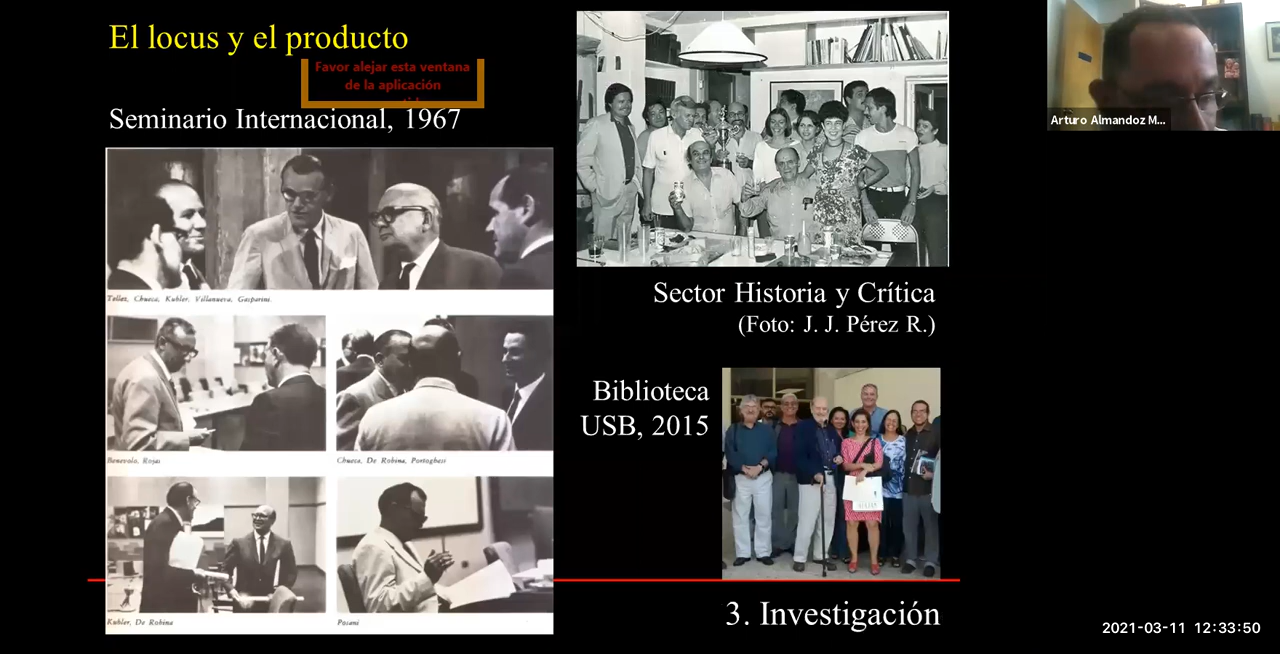 El locus y el producto
Favor alejar esta ventana
de la aplicación
Seminario Internacional, 1967
Tellez, Chueca, Kubler, Villanueva, Gasparini
Benevolo, Rojas
Chueca, De Robina, Portoghesi
Kubler, De Robina
Posani
Sector Historia y Crítica
(Foto: J. J. Pérez R.)
Biblioteca
USB, 2015
3. Investigación
Arturo Almandoz M...
2021-03-11 12:33:50